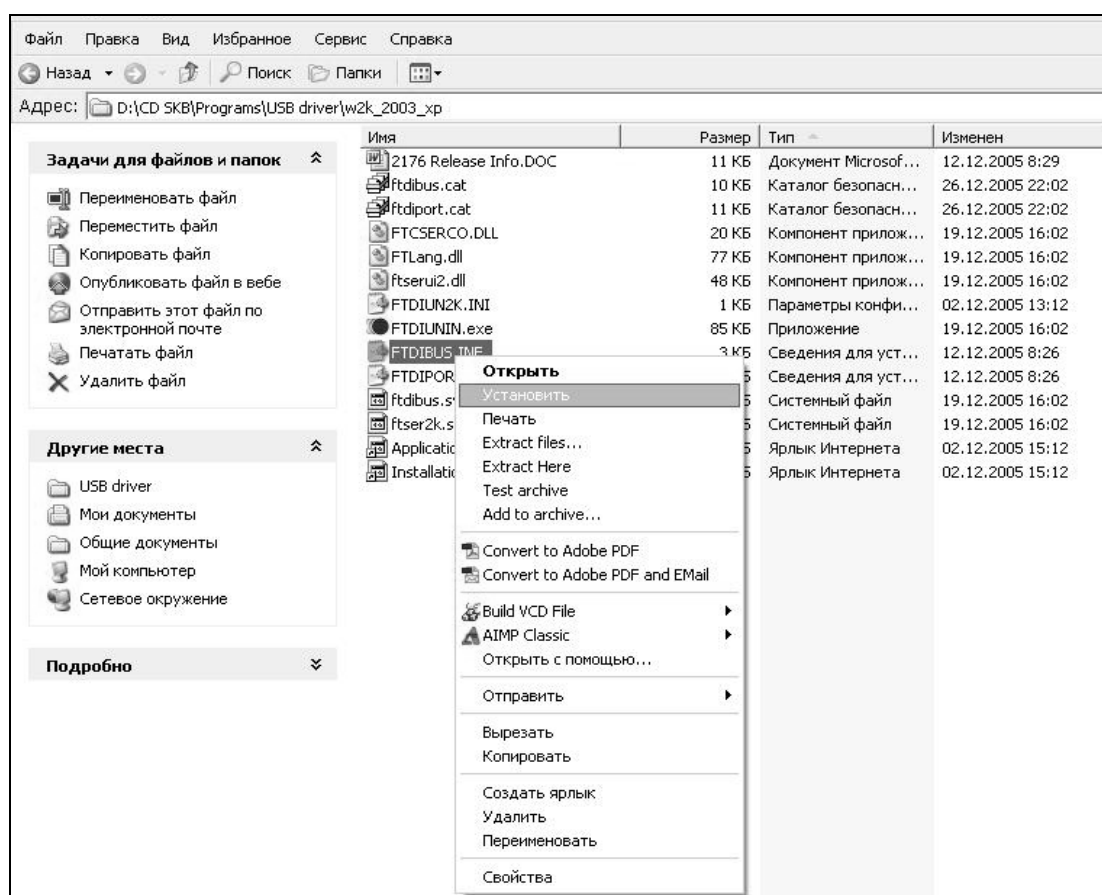 Файл Правка Вид Избранное Сервис Справка
Назад Поиск Папки
Адрес: D:\CD SKB\Programs\USB driver\w2k_2003_xp
Задачи для файлов и папок
Переименовать файл
Переместить файл
Копировать файл
Опубликовать файл в вебе
Отправить этот файл по
электронной почте
Печатать файл
Удалить файл
Другие места
USB driver
Мои документы
Общие документы
Мой компьютер
Сетевое окружение
Подробно
Имя Размер Тип Изменен
2176 Release Info.DOC 11 КБ Документ Microsof... 12.12.2005 8:29
ftdibus.cat 10 КБ Каталог безопасн... 26.12.2005 22:02
ftdiport.cat 11 КБ Каталог безопасн... 26.12.2005 22:02
FTCSERCO.DLL 20 КБ Компонент прилож... 19.12.2005 16:02
FTLang.dll 77 КБ Компонент прилож... 19.12.2005 16:02
ftserui2.dll 48 КБ Компонент прилож... 19.12.2005 16:02
FTDIUN2K.INI 1 КБ Параметры конфи... 02.12.2005 13:12
FTDIUNIN.exe 85 КБ Приложение 19.12.2005 16:02
FTDIBUS.INF 3 КБ Сведения для уст... 12.12.2005 8:26
FTDIPOR Сведения для уст... 12.12.2005 8:26
ftdibus.s Системный файл 19.12.2005 16:02
ftser2k.s Системный файл 19.12.2005 16:02
Applicatio Ярлык Интернета 02.12.2005 15:12
Installatio Ярлык Интернета 02.12.2005 15:12
Открыть
Установить
Печать
Extract files...
Extract Here
Test archive
Add to archive...
Convert to Adobe PDF
Convert to Adobe PDF and EMail
Build VCD File
AIMP Classic
Открыть с помощью...
Отправить
Вырезать
Копировать
Создать ярлык
Удалить
Переименовать
Свойства